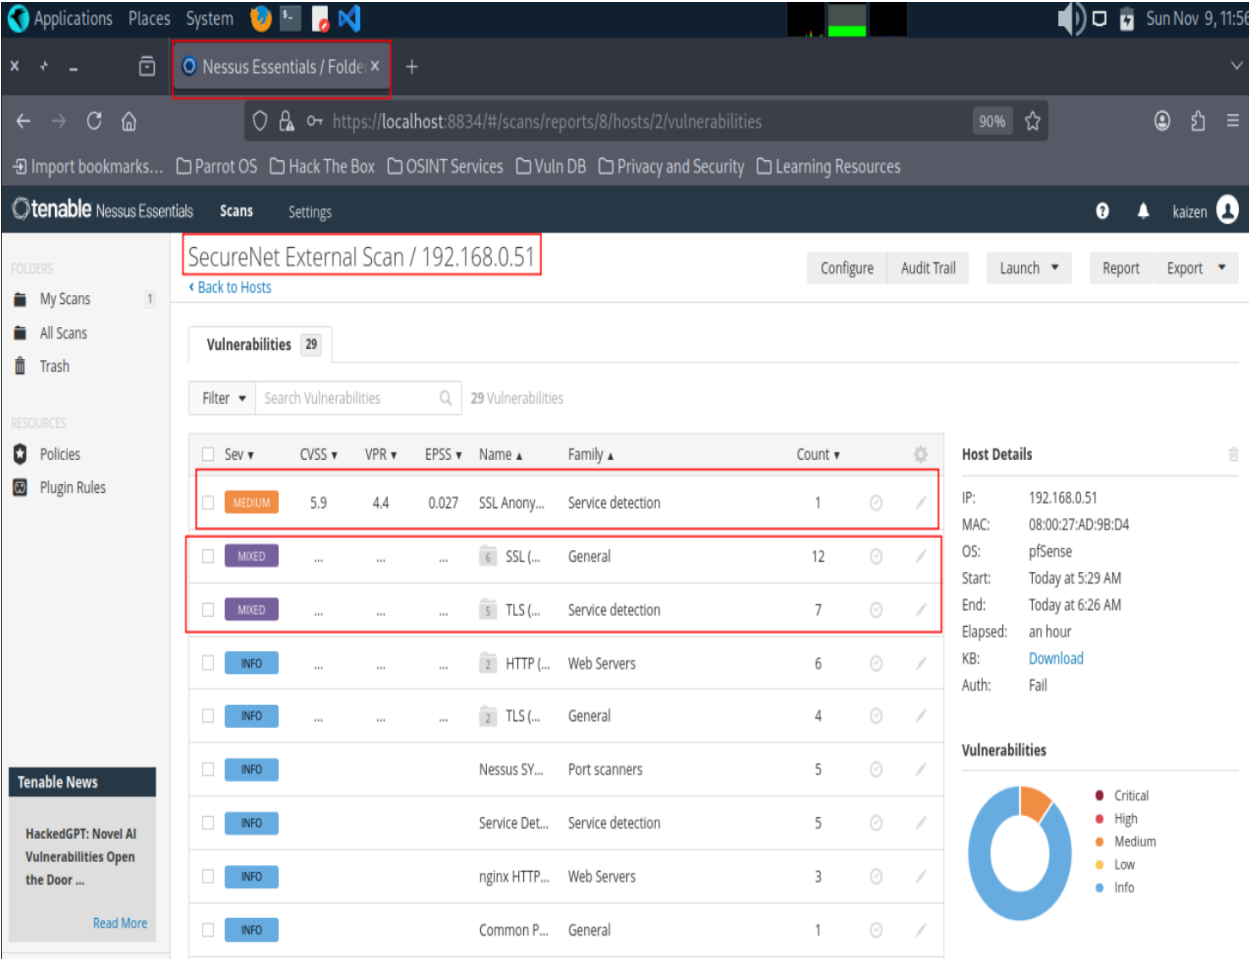 Applications Places System
Sun Nov 9, 11:56
Nessus Essentials / Folde
https://localhost:8834/#/scans/reports/8/hosts/2/vulnerabilities 90%
Import bookmarks... Parrot OS Hack The Box OSINT Services Vuln DB Privacy and Security Learning Resources
tenable Nessus Essentials Scans Settings kaizen
FOLDERS
My Scans 1
All Scans
Trash
RESOURCES
Policies
Plugin Rules
Tenable News
HackedGPT: Novel AI
Vulnerabilities Open
the Door ...
Read More
SecureNet External Scan / 192.168.0.51
Back to Hosts
Configure Audit Trail Launch Report Export
Vulnerabilities 29
Filter Search Vulnerabilities 29 Vulnerabilities
Sev CVSS VPR EPSS Name Family Count
MEDIUM 5.9 4.4 0.027 SSL Anony... Service detection 1
MIXED ... ... ... 6 SSL (... General 12
MIXED ... ... ... 5 TLS (... Service detection 7
INFO ... ... ... 2 HTTP (... Web Servers 6
INFO ... ... ... 2 TLS (... General 4
INFO Nessus SY... Port scanners 5
INFO Service Det... Service detection 5
INFO nginx HTTP... Web Servers 3
INFO Common P... General 1
Host Details
IP: 192.168.0.51
MAC: 08:00:27:AD:9B:D4
OS: pfSense
Start: Today at 5:29 AM
End: Today at 6:26 AM
Elapsed: an hour
KB: Download
Auth: Fail
Vulnerabilities
Critical
High
Medium
Low
Info